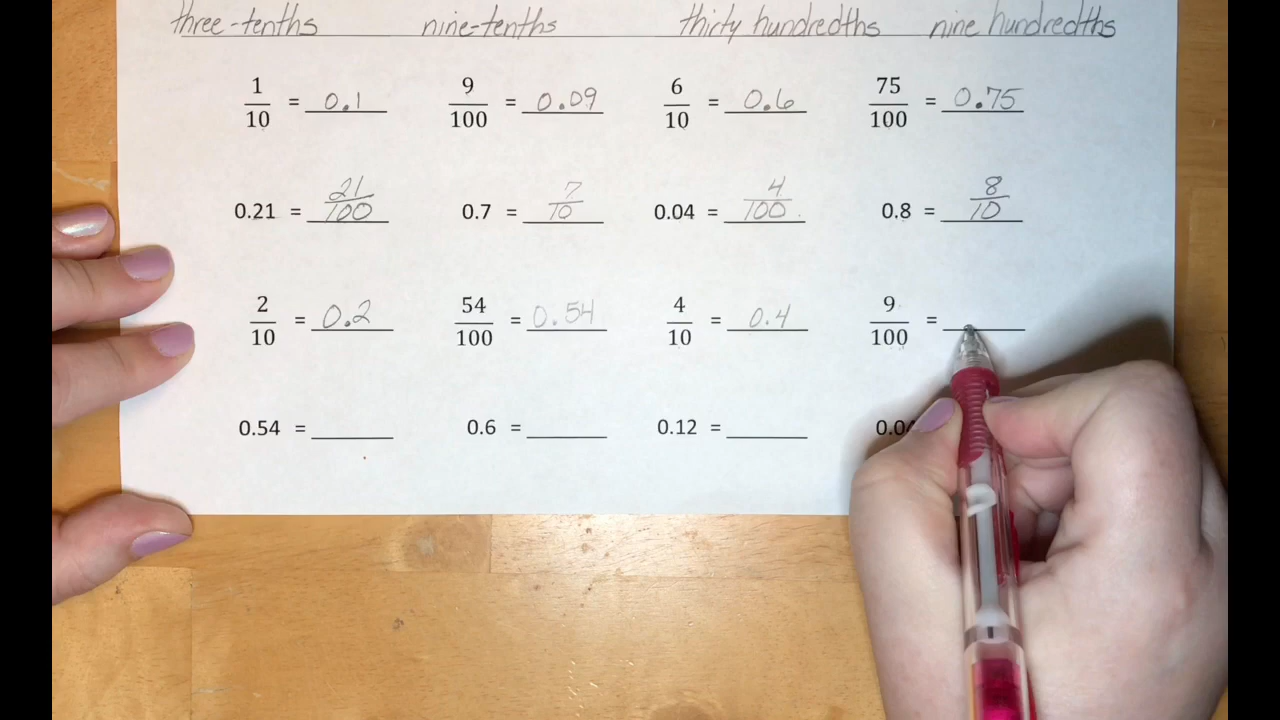 three-tenths nine-tenths thirty hundredths nine hundredths
1/10 = 0.1 9/100 = 0.09 6/10 = 0.6 75/100 = 0.75
0.21 = 21/100 0.7 = 7/10 0.04 = 4/100 0.8 = 8/10
2/10 = 0.2 54/100 = 0.54 4/10 = 0.4 9/100 =
0.54 = 0.6 = 0.12 =